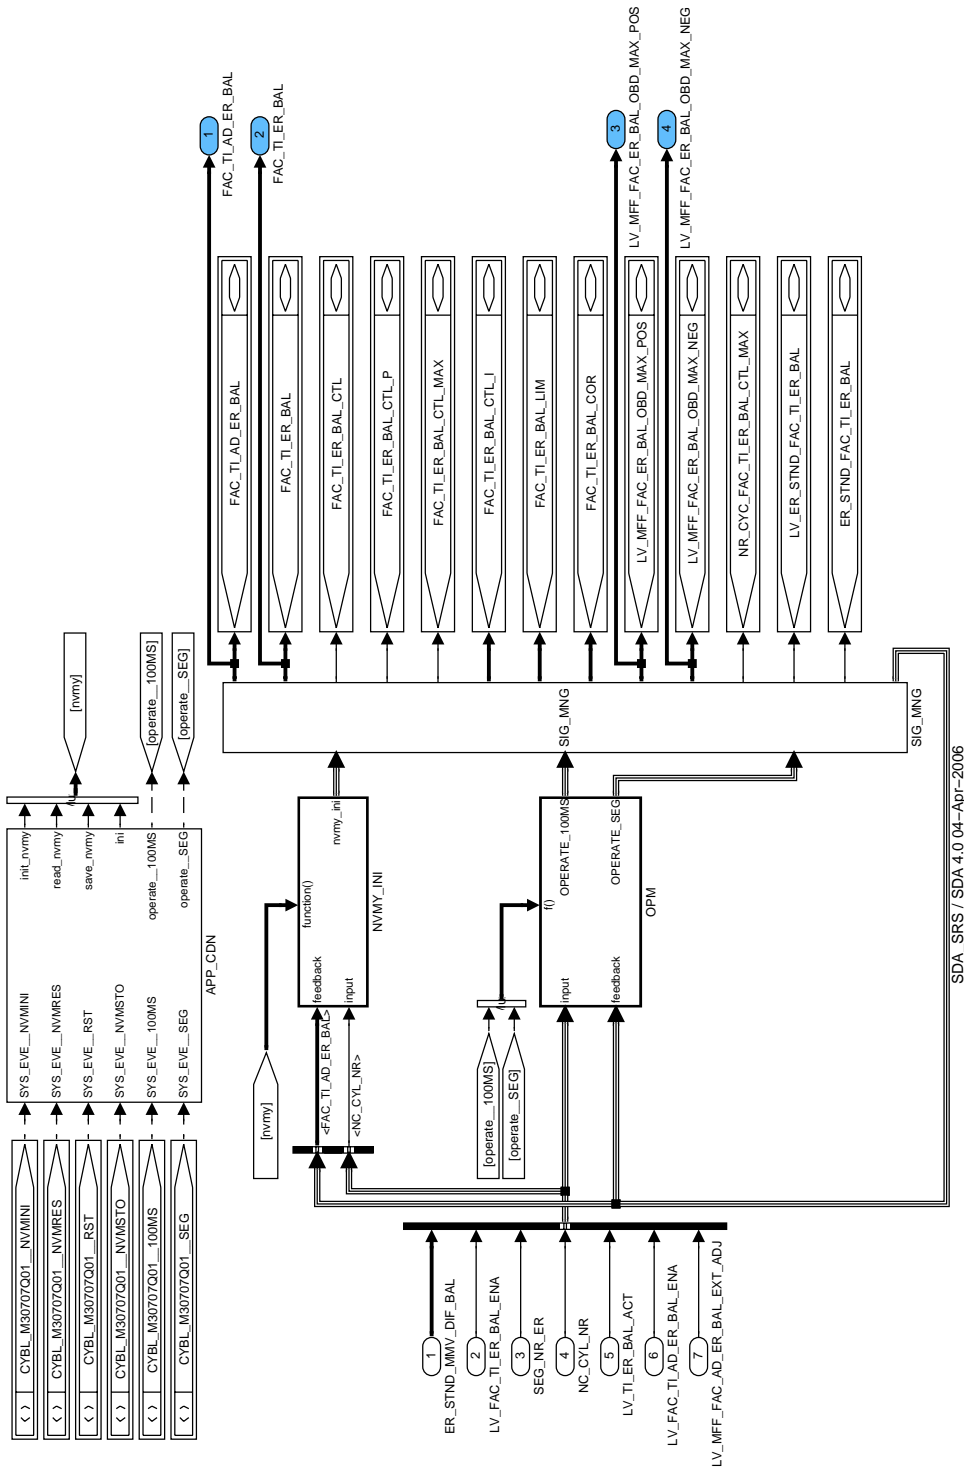 CYBL_M30707Q01__NVMINI
CYBL_M30707Q01__NVMRES
CYBL_M30707Q01__RST
CYBL_M30707Q01__NVMSTO
CYBL_M30707Q01__100MS
CYBL_M30707Q01__SEG
SYS_EVE__NVMINI
SYS_EVE__NVMRES
SYS_EVE__RST
SYS_EVE__NVMSTO
SYS_EVE__100MS
SYS_EVE__SEG
init_nvmy
read_nvmy
save_nvmy
ini
operate__100MS
operate__SEG
APP_CDN
[nvmy]
[operate__100MS]
[operate__SEG]
[nvmy]
<FAC_TI_AD_ER_BAL>
<NC_CYL_NR>
function()
feedback
input
nvmy_ini
NVMY_INI
[operate__100MS]
[operate__SEG]
f()
input
feedback
OPERATE_100MS
OPERATE_SEG
OPM
1
ER_STND_MMV_DIF_BAL
2
LV_FAC_TI_ER_BAL_ENA
3
SEG_NR_ER
4
NC_CYL_NR
5
LV_TI_ER_BAL_ACT
6
LV_FAC_TI_AD_ER_BAL_ENA
7
LV_MFF_FAC_AD_ER_BAL_EXT_ADJ
SIG_MNG
SIG_MNG
FAC_TI_AD_ER_BAL
FAC_TI_ER_BAL
FAC_TI_ER_BAL_CTL
FAC_TI_ER_BAL_CTL_P
FAC_TI_ER_BAL_CTL_MAX
FAC_TI_ER_BAL_CTL_I
FAC_TI_ER_BAL_LIM
FAC_TI_ER_BAL_COR
LV_MFF_FAC_ER_BAL_OBD_MAX_POS
LV_MFF_FAC_ER_BAL_OBD_MAX_NEG
NR_CYC_FAC_TI_ER_BAL_CTL_MAX
LV_ER_STND_FAC_TI_ER_BAL
ER_STND_FAC_TI_ER_BAL
1
FAC_TI_AD_ER_BAL
2
FAC_TI_ER_BAL
3
LV_MFF_FAC_ER_BAL_OBD_MAX_POS
4
LV_MFF_FAC_ER_BAL_OBD_MAX_NEG
SDA SRS / SDA 4.0 04-Apr-2006